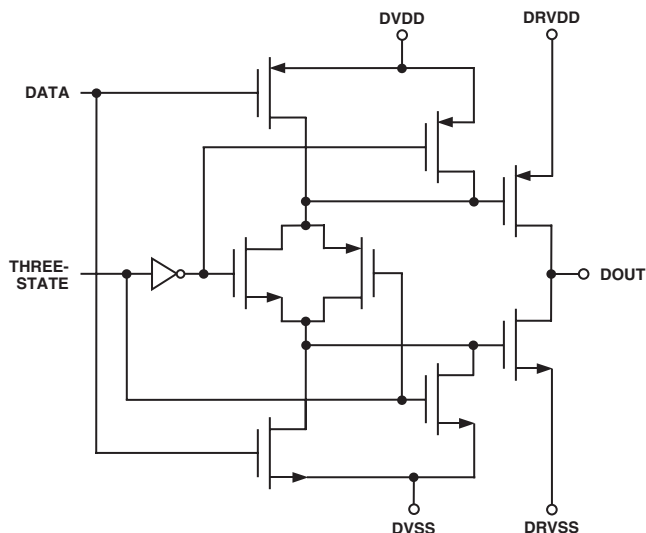 DVDD
DRVDD
DATA
THREE-
STATE
DOUT
DVSS
DRVSS